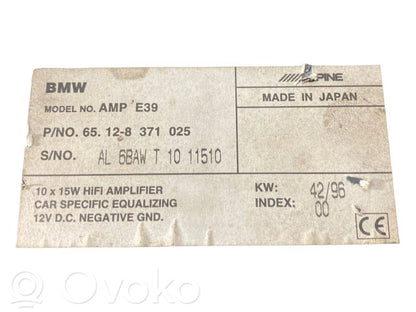 BMW
MODEL NO. AMP E39
P/NO. 65. 12-8 371 025
S/NO. AL 6BAW T 10 11510
10 x 15W HIFI AMPLIFIER
CAR SPECIFIC EQUALIZING
12V D.C. NEGATIVE GND.
ALPINE
MADE IN JAPAN
KW: 42/96
INDEX: 00
CE
© OVOKO